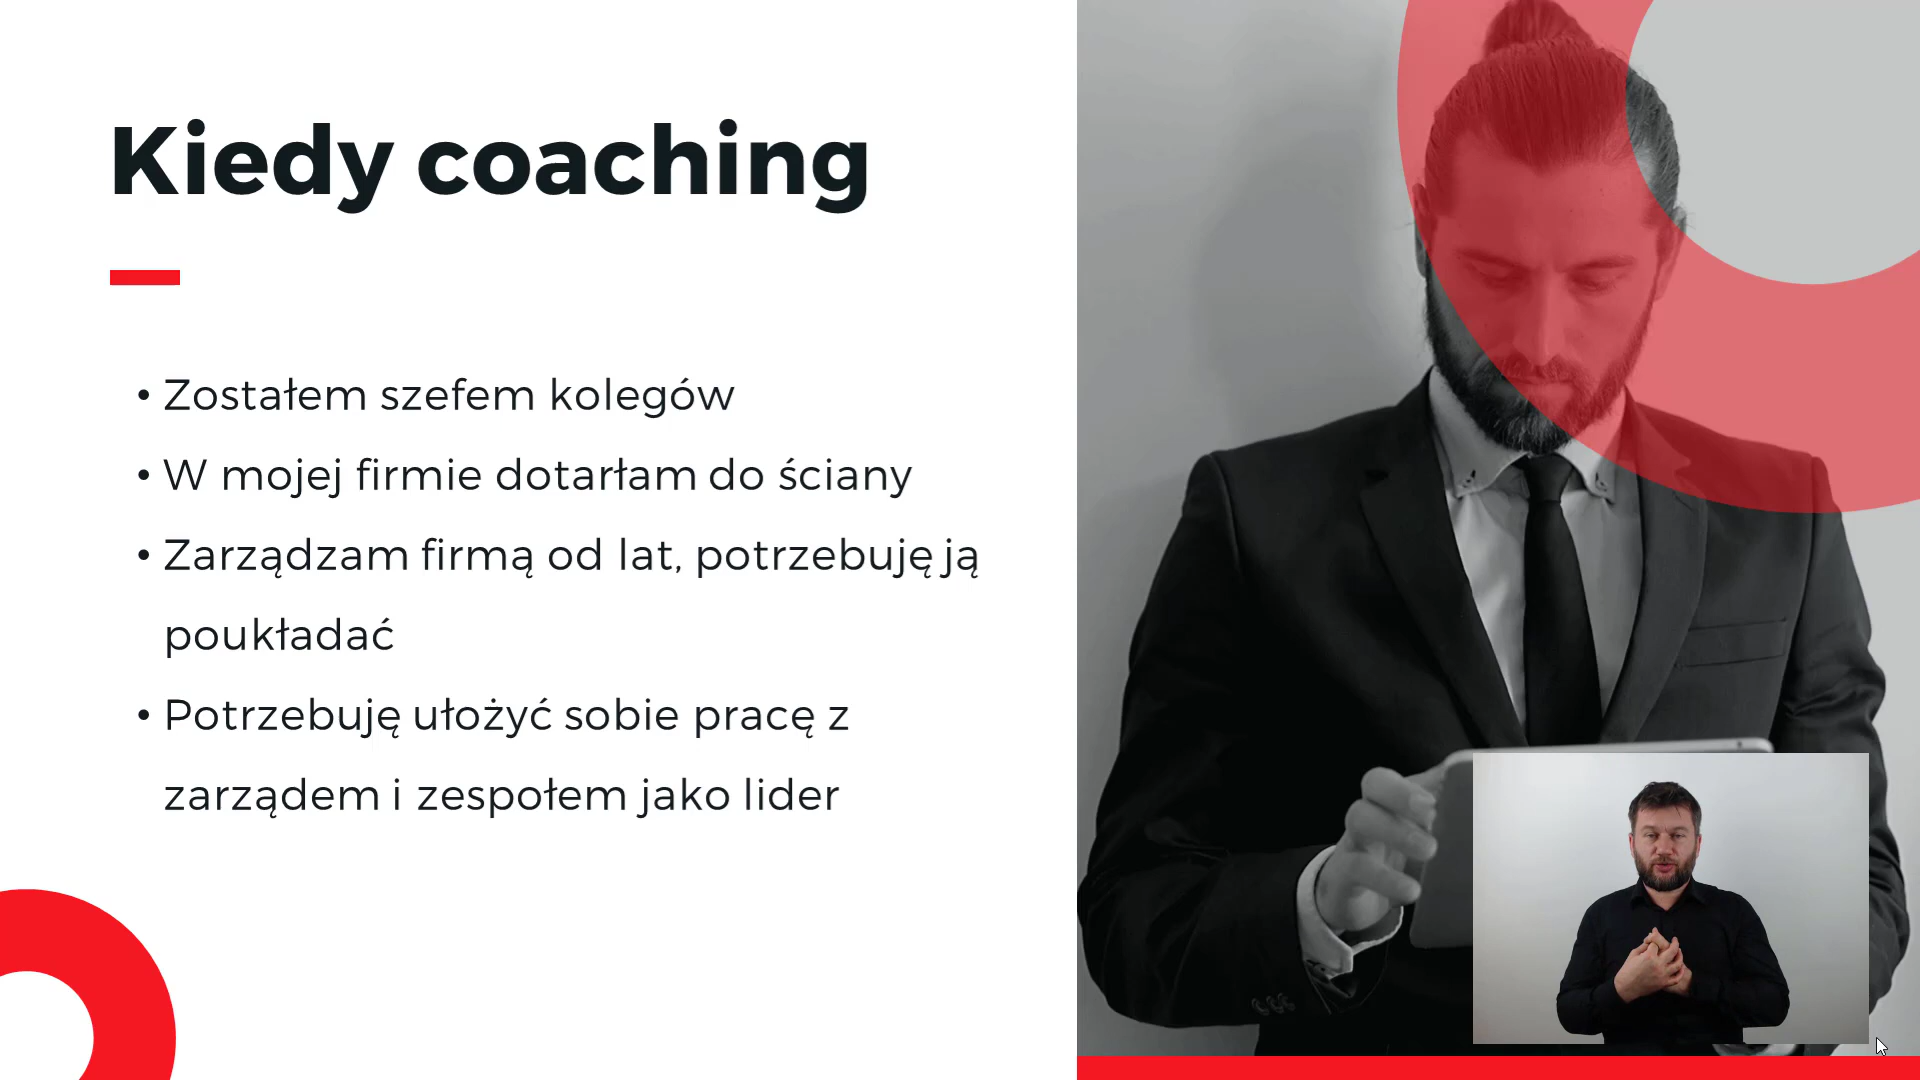 Kiedy coaching
• Zostałem szefem kolegów
• W mojej firmie dotarłam do ściany
• Zarządzam firmą od lat, potrzebuję ją
poukładać
• Potrzebuję ułożyć sobie pracę z
zarządem i zespołem jako lider